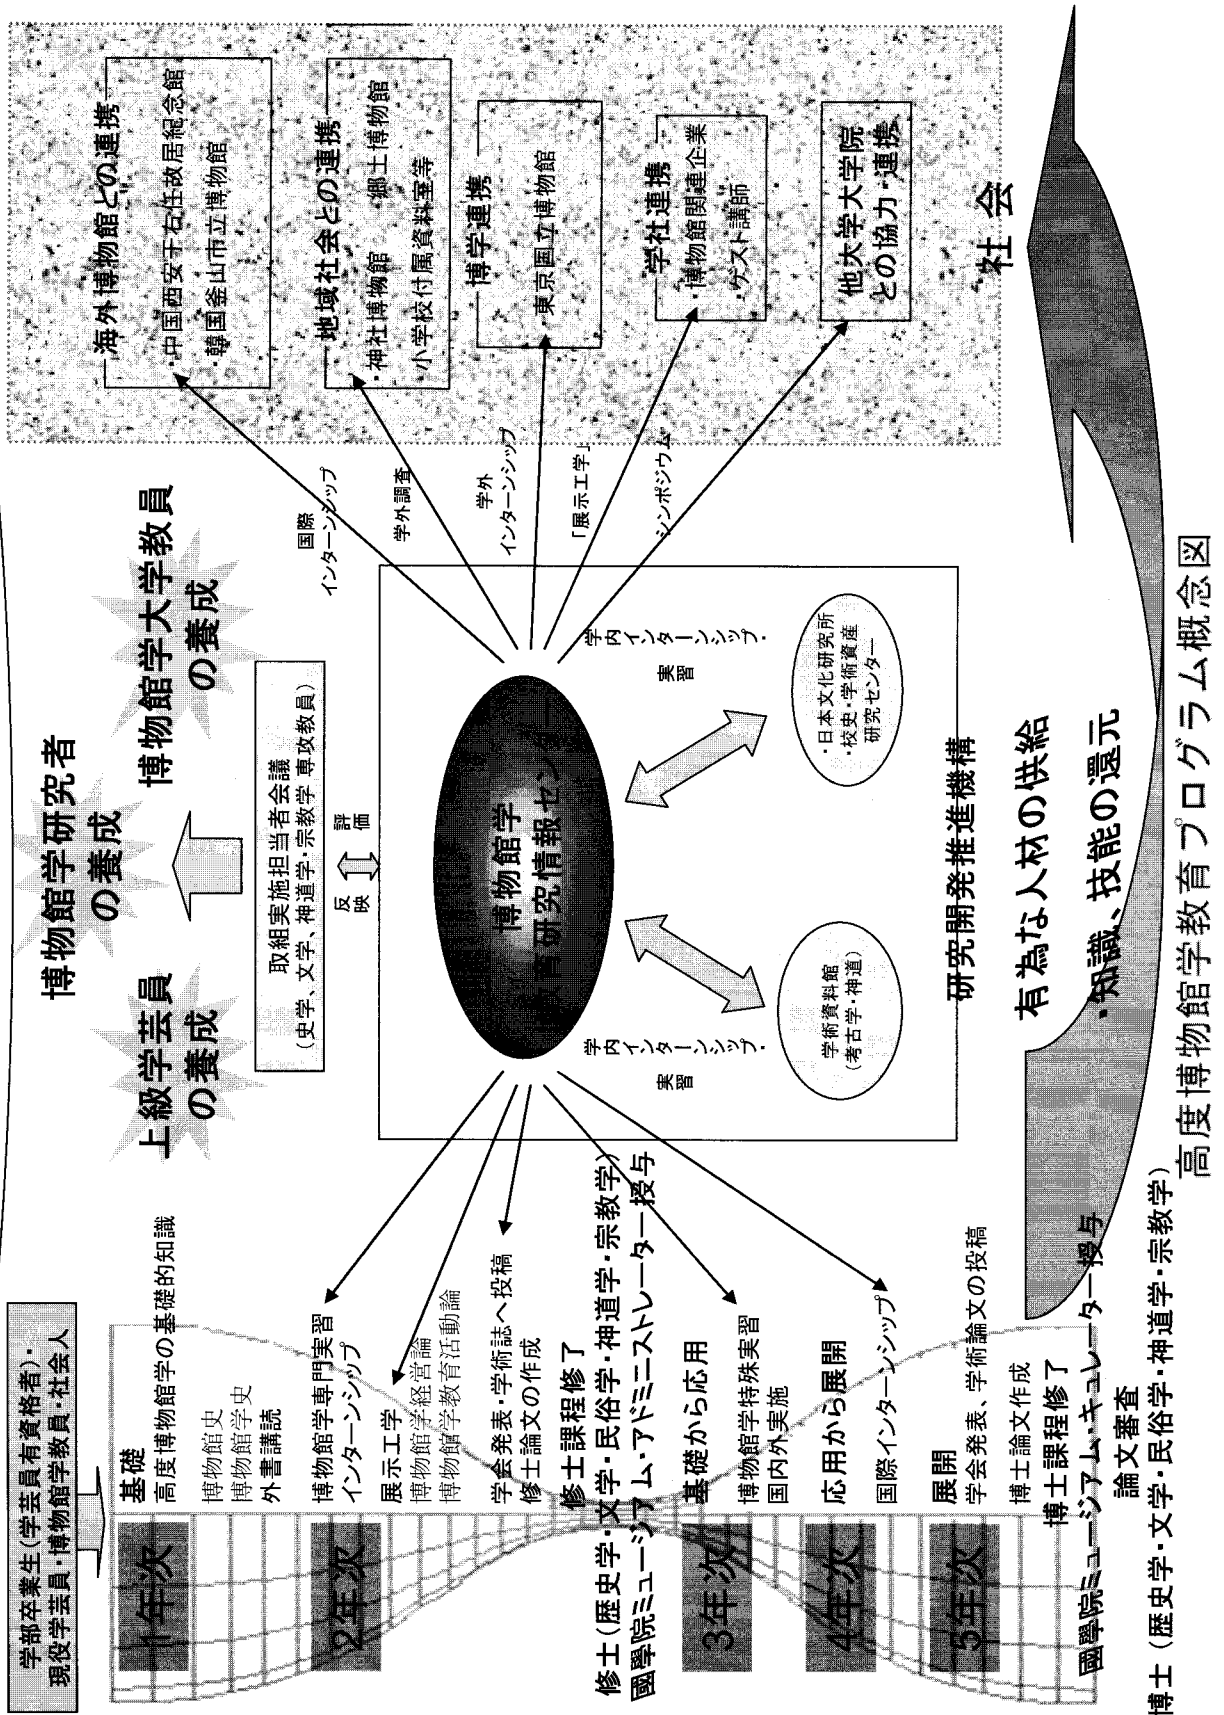 学部卒業生(学芸員有資格者)・
現役学芸員・博物館学教員・社会人
1年次
基礎
高度博物館学の基礎的知識
博物館史
博物館学史
外書講読
2年次
博物館学専門実習
インターンシップ
展示工学
博物館学経営論
博物館学教育活動論
学会発表・学術誌へ投稿
修士論文の作成
修士課程修了
修士(歴史学・文学・民俗学・神道学・宗教学)
國學院ミュージアム・アドミニストレーター授与
3年次
基礎から応用
博物館学特殊実習
国内外実施
4年次
応用から展開
国際インターンシップ
5年次
展開
学会発表、学術論文の投稿
博士論文作成
博士課程修了
國學院ミュージアム・キュレーター授与
論文審査
博士(歴史学・文学・民俗学・神道学・宗教学)
博物館学研究者
の養成
上級学芸員
の養成
博物館学大学教員
の養成
取組実施担当者会議
(史学、文学、神道学・宗教学 専攻教員)
反映
評価
博物館学
教育研究情報センター
学内インターンシップ・
実習
学術資料館
(考古学・神道)
学内インターンシップ・
実習
・日本文化研究所
・校史・学術資産
研究センター
研究開発推進機構
国際
インターンシップ
学外調査
学外
インターンシップ
「展示工学」
シンポジウム
海外博物館との連携
・中国西安于右任故居紀念館
・韓国釜山市立博物館
地域社会との連携
・神社博物館 郷土博物館
小学校付属資料室等
博学連携
・東京国立博物館
学社連携
・博物館関連企業
・ゲスト講師
他大学大学院
との協力・連携
社会
有為な人材の供給
・知識、技能の還元
高度博物館学教育プログラム概念図